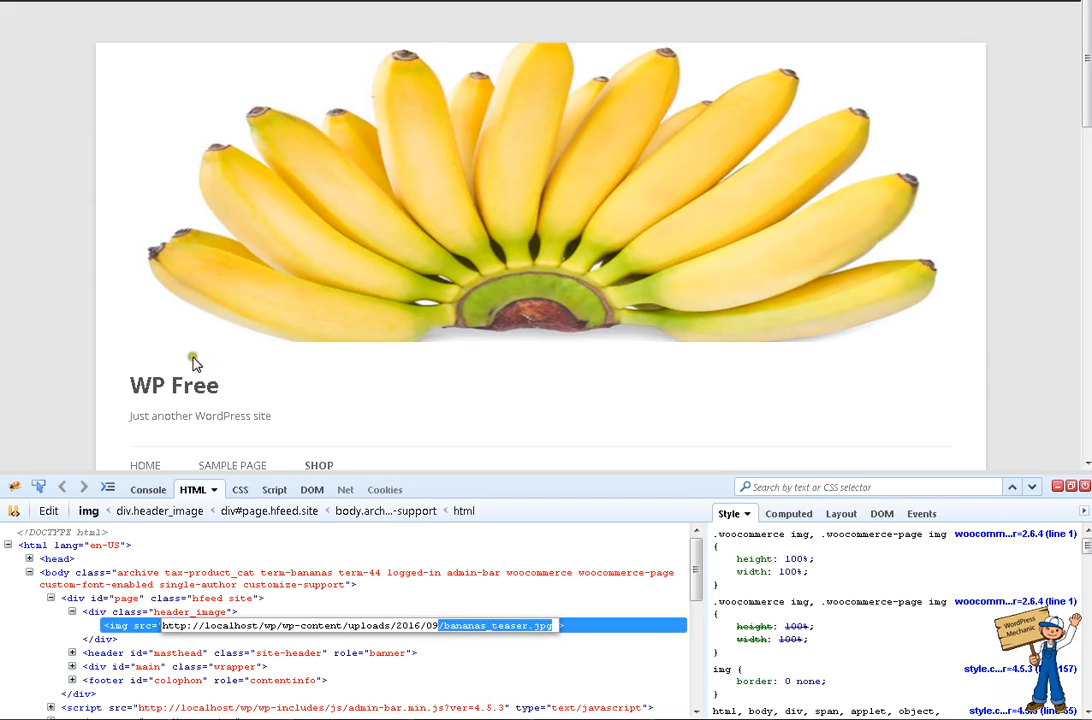 WP Free
Just another WordPress site
HOME SAMPLE PAGE SHOP
Console HTML CSS Script DOM Net Cookies Search by text or CSS selector
Edit img div.header_image div#page.hfeed.site body.arch...-support html
Style Computed Layout DOM Events
<!DOCTYPE html>
<html lang="en-US">
<head>
<body class="archive tax-product_cat term-bananas term-44 logged-in admin-bar woocommerce woocommerce-page
custom-font-enabled single-author customize-support">
<div id="page" class="hfeed site">
<div class="header_image">
<img src="http://localhost/wp/wp-content/uploads/2016/09/bananas_teaser.jpg >
</div>
<header id="masthead" class="site-header" role="banner">
<div id="main" class="wrapper">
<footer id="colophon" role="contentinfo">
</div>
<script src="http://localhost/wp/wp-includes/js/admin-bar.min.js?ver=4.5.3" type="text/javascript">
.woocommerce img, .woocommerce-page img woocomm...r=2.6.4 (line 1)
{
height: 100%;
width: 100%;
}
.woocommerce img, .woocommerce-page img woocomm...r=2.6.4 (line 1)
{
height: 100%;
width: 100%;
}
img { style.c...r=4.5.3 157)
border: 0 none;
}
html, body, div, span, applet, object, style.c...r=4.5.3 55)
WordPress
Mechanic